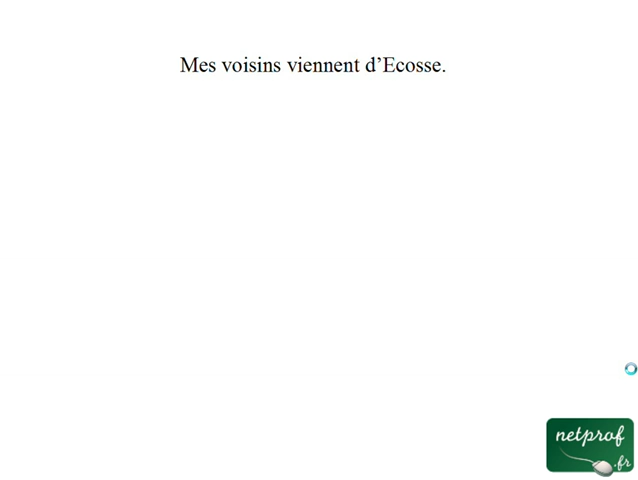 Mes voisins viennent d’Ecosse.
netprof
.fr